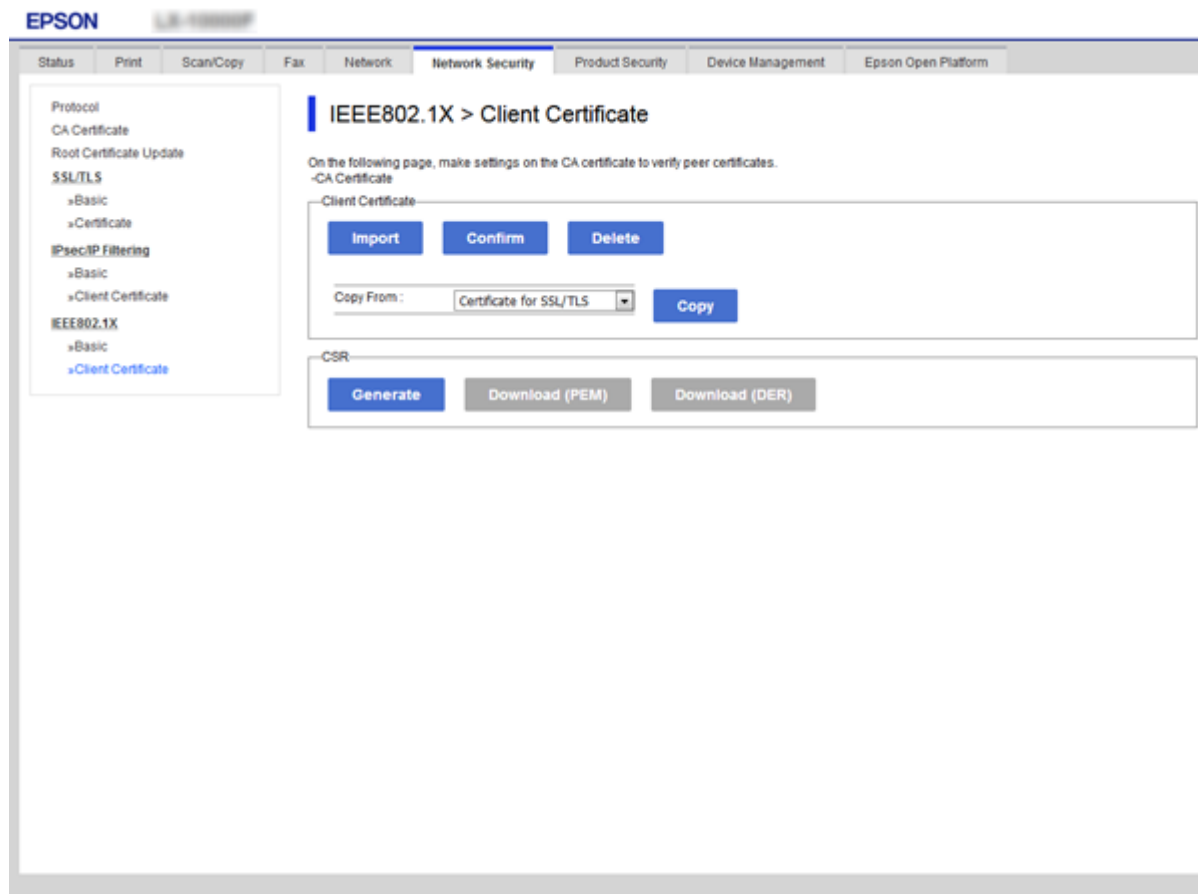 EPSON
Status Print Scan/Copy Fax Network Network Security Product Security Device Management Epson Open Platform
Protocol
CA Certificate
Root Certificate Update
SSL/TLS
»Basic
»Certificate
IPsec/IP Filtering
»Basic
»Client Certificate
IEEE802.1X
»Basic
»Client Certificate
IEEE802.1X > Client Certificate
On the following page, make settings on the CA certificate to verify peer certificates.
-CA Certificate
Client Certificate
Import Confirm Delete
Copy From : Certificate for SSL/TLS Copy
CSR
Generate Download (PEM) Download (DER)